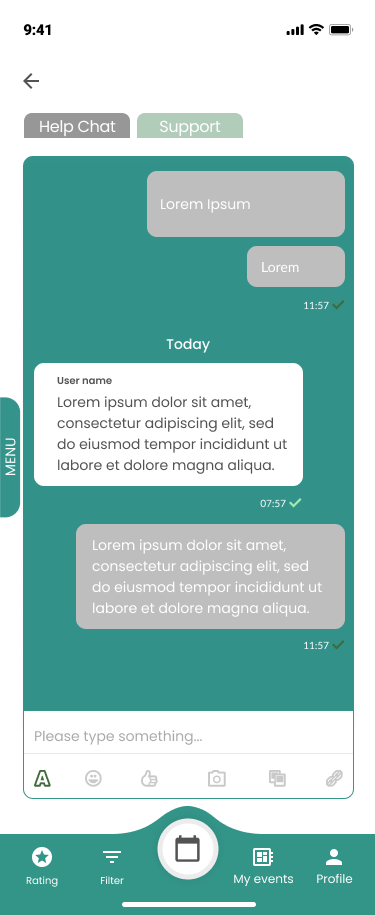 9:41
Help Chat
Support
Lorem Ipsum
Lorem
11:57
Today
User name
Lorem ipsum dolor sit amet,
consectetur adipiscing elit, sed
do eiusmod tempor incididunt ut
labore et dolore magna aliqua.
07:57
MENU
Lorem ipsum dolor sit amet,
consectetur adipiscing elit, sed
do eiusmod tempor incididunt ut
labore et dolore magna aliqua.
11:57
Please type something...
A
Rating
Filter
My events
Profile